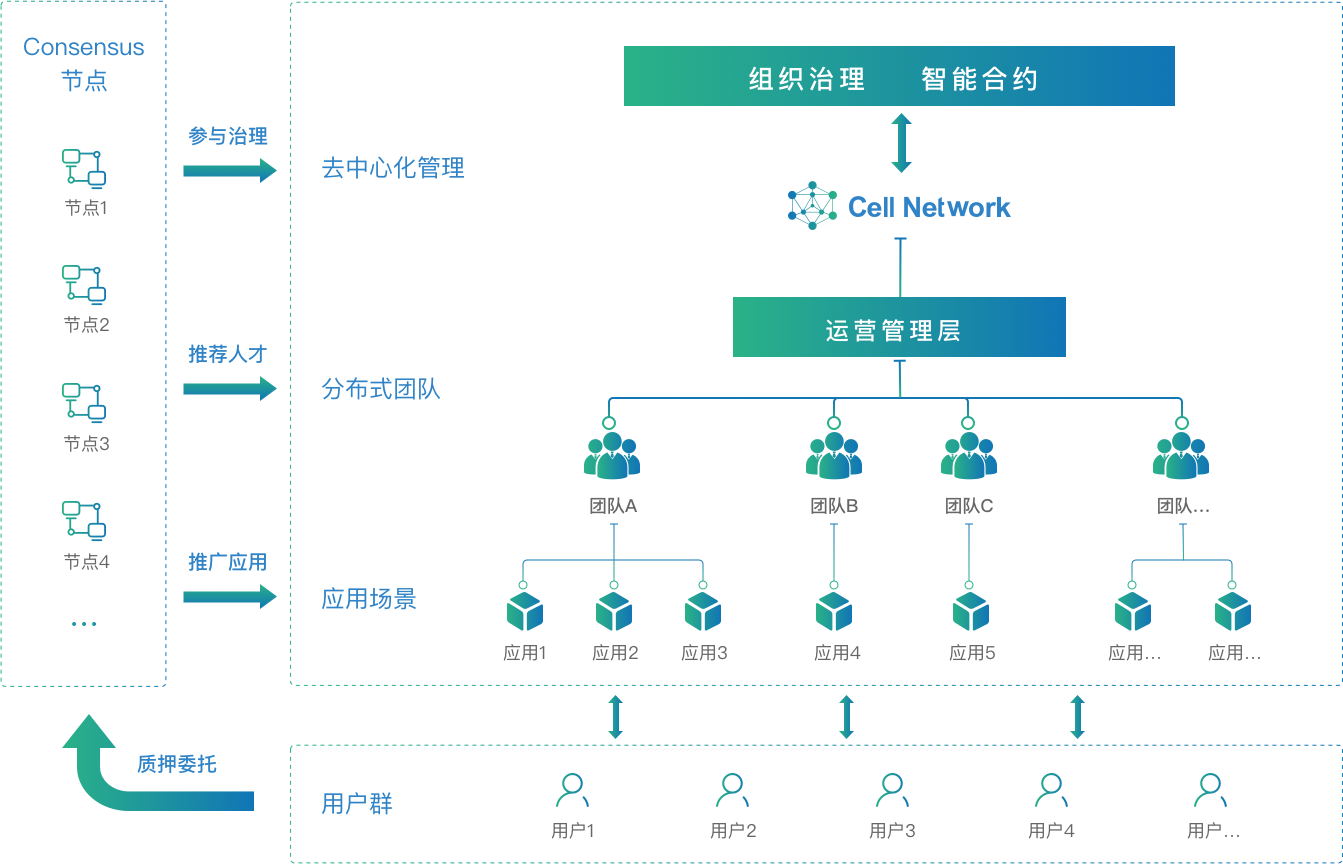 Consensus
节点
节点1
节点2
节点3
节点4
...
参与治理
推荐人才
推广应用
质押委托
组织治理 智能合约
去中心化管理
Cell Network
运营管理层
分布式团队
团队A 团队B 团队C 团队...
应用场景
应用1 应用2 应用3 应用4 应用5 应用... 应用...
用户群
用户1 用户2 用户3 用户4 用户...